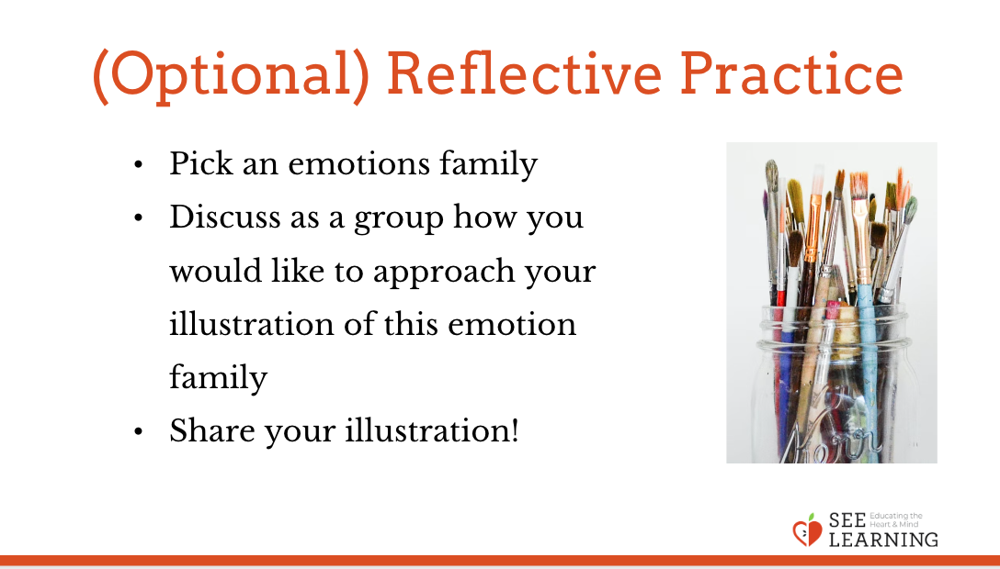 (Optional) Reflective Practice
• Pick an emotions family
• Discuss as a group how you
would like to approach your
illustration of this emotion
family
• Share your illustration!
SEE Educating the
Heart & Mind
LEARNING